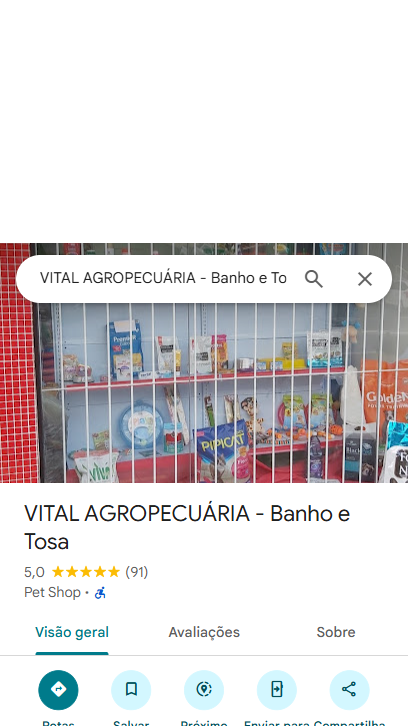 VITAL AGROPECUÁRIA - Banho e To
Premium
GoldeN
PIPICAT
VITAL AGROPECUÁRIA - Banho e
Tosa
5,0 (91)
Pet Shop •
Visão geral Avaliações Sobre
Rotas Salvar Próximo Enviar para Compartilha